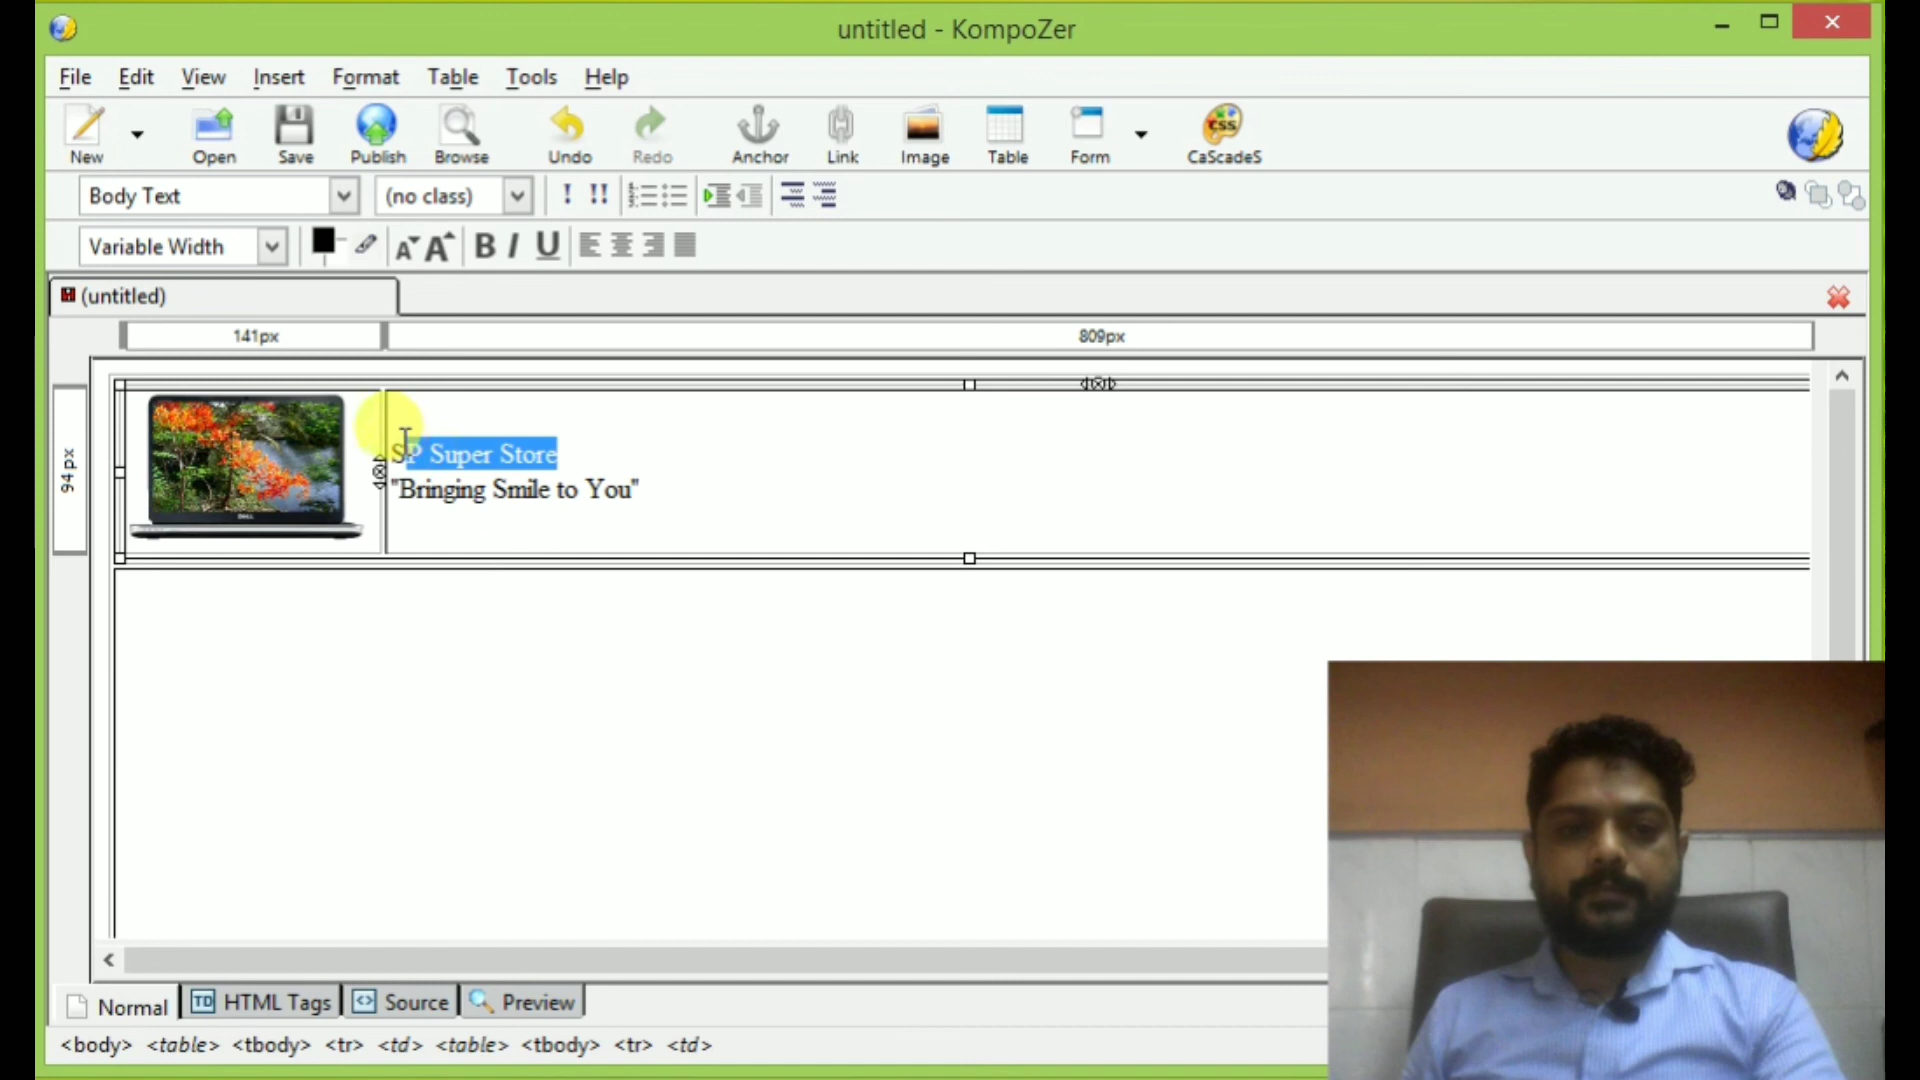 untitled - KompoZer
File Edit View Insert Format Table Tools Help
New Open Save Publish Browse Undo Redo Anchor Link Image Table Form CaScadeS
Body Text (no class) ! !!
Variable Width A A B I U
(untitled)
141px 809px
94px
SP Super Store
"Bringing Smile to You"
Normal HTML Tags Source Preview
<body> <table> <tbody> <tr> <td> <table> <tbody> <tr> <td>